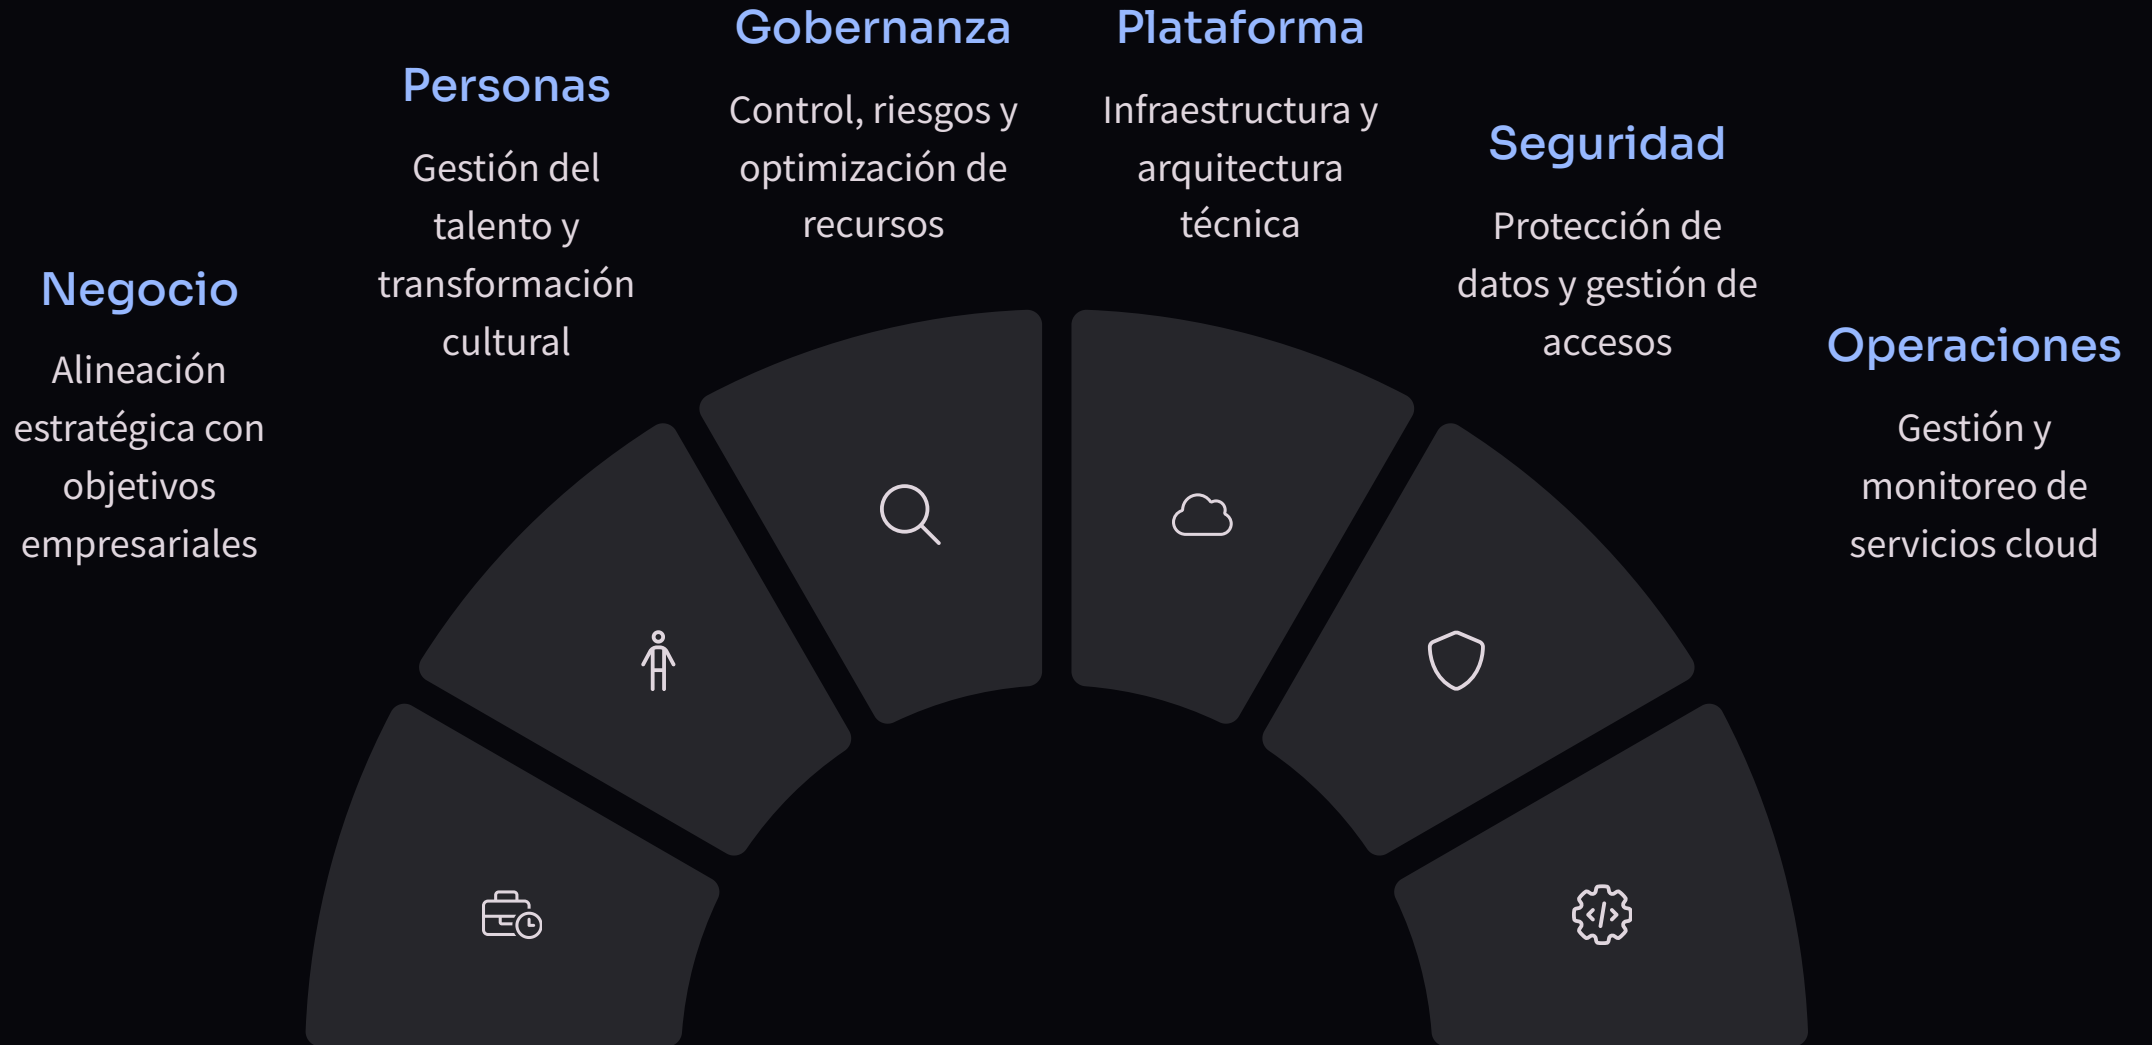 Negocio
Alineación
estratégica con
objetivos
empresariales
Personas
Gestión del
talento y
transformación
cultural
Gobernanza
Control, riesgos y
optimización de
recursos
Plataforma
Infraestructura y
arquitectura
técnica
Seguridad
Protección de
datos y gestión de
accesos
Operaciones
Gestión y
monitoreo de
servicios cloud